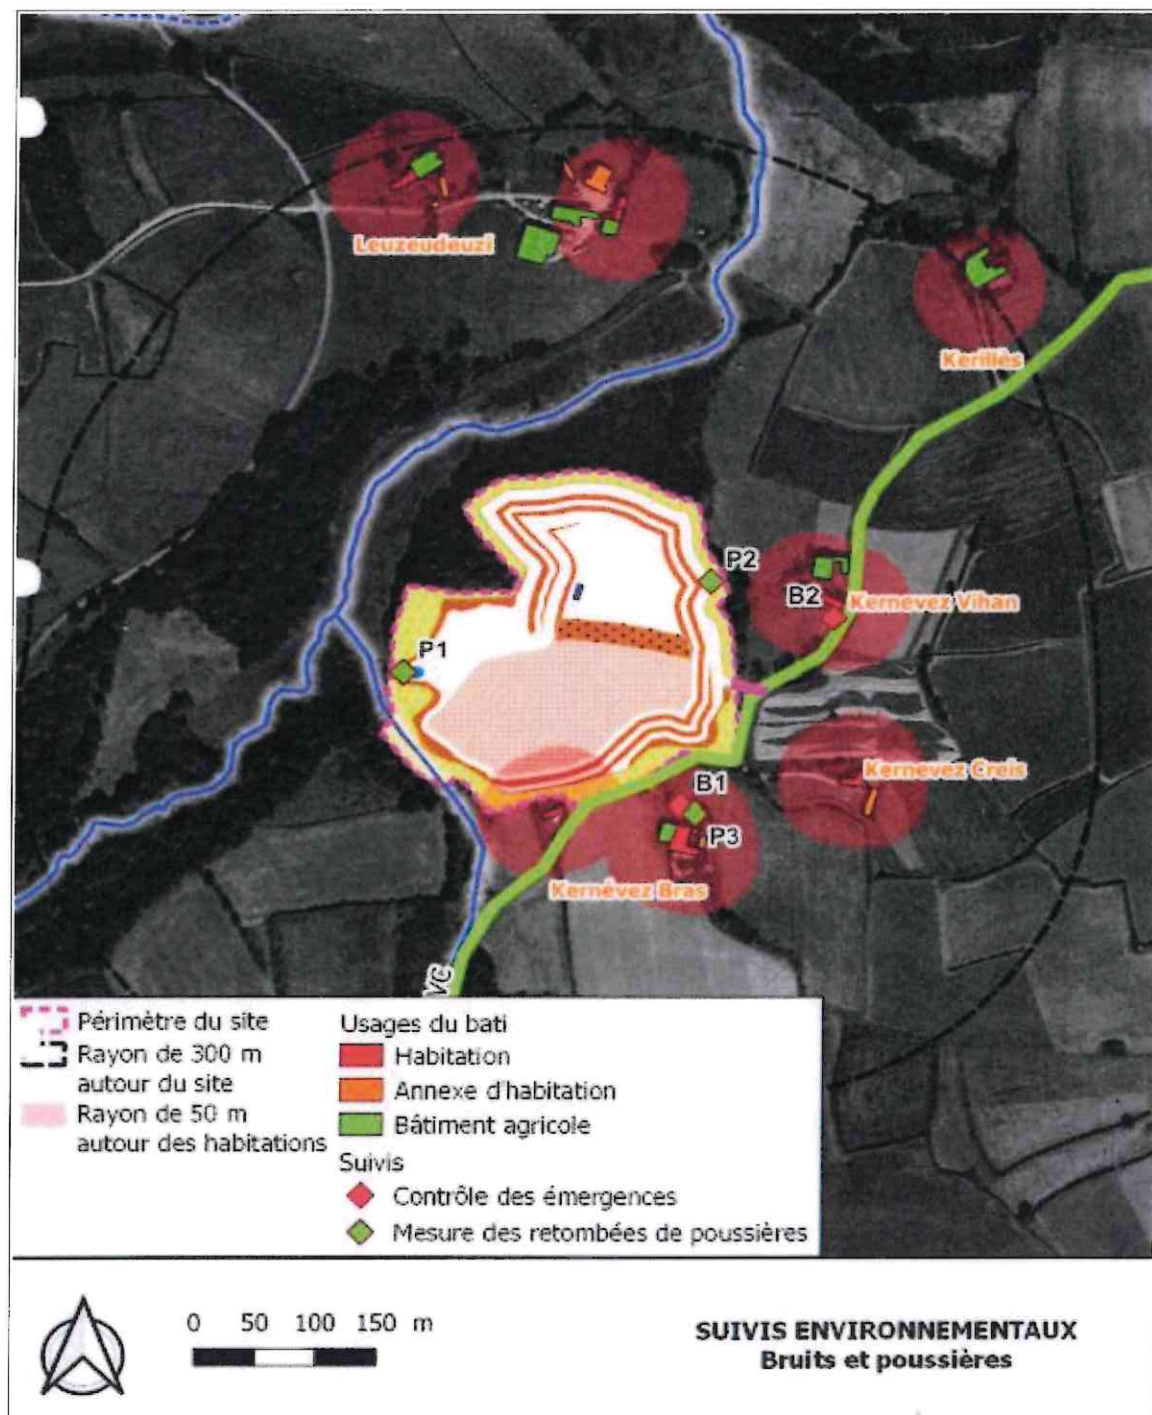 Leuzeudeuzi
Kerillès
P2
B2
Kernevez Vihan
P1
Kernevez Creis
B1
P3
Kernévez Bras
VC
Périmètre du site
Rayon de 300 m
autour du site
Rayon de 50 m
autour des habitations
Usages du bati
Habitation
Annexe d'habitation
Bâtiment agricole
Suivis
Contrôle des émergences
Mesure des retombées de poussières
0 50 100 150 m
SUIVIS ENVIRONNEMENTAUX
Bruits et poussières